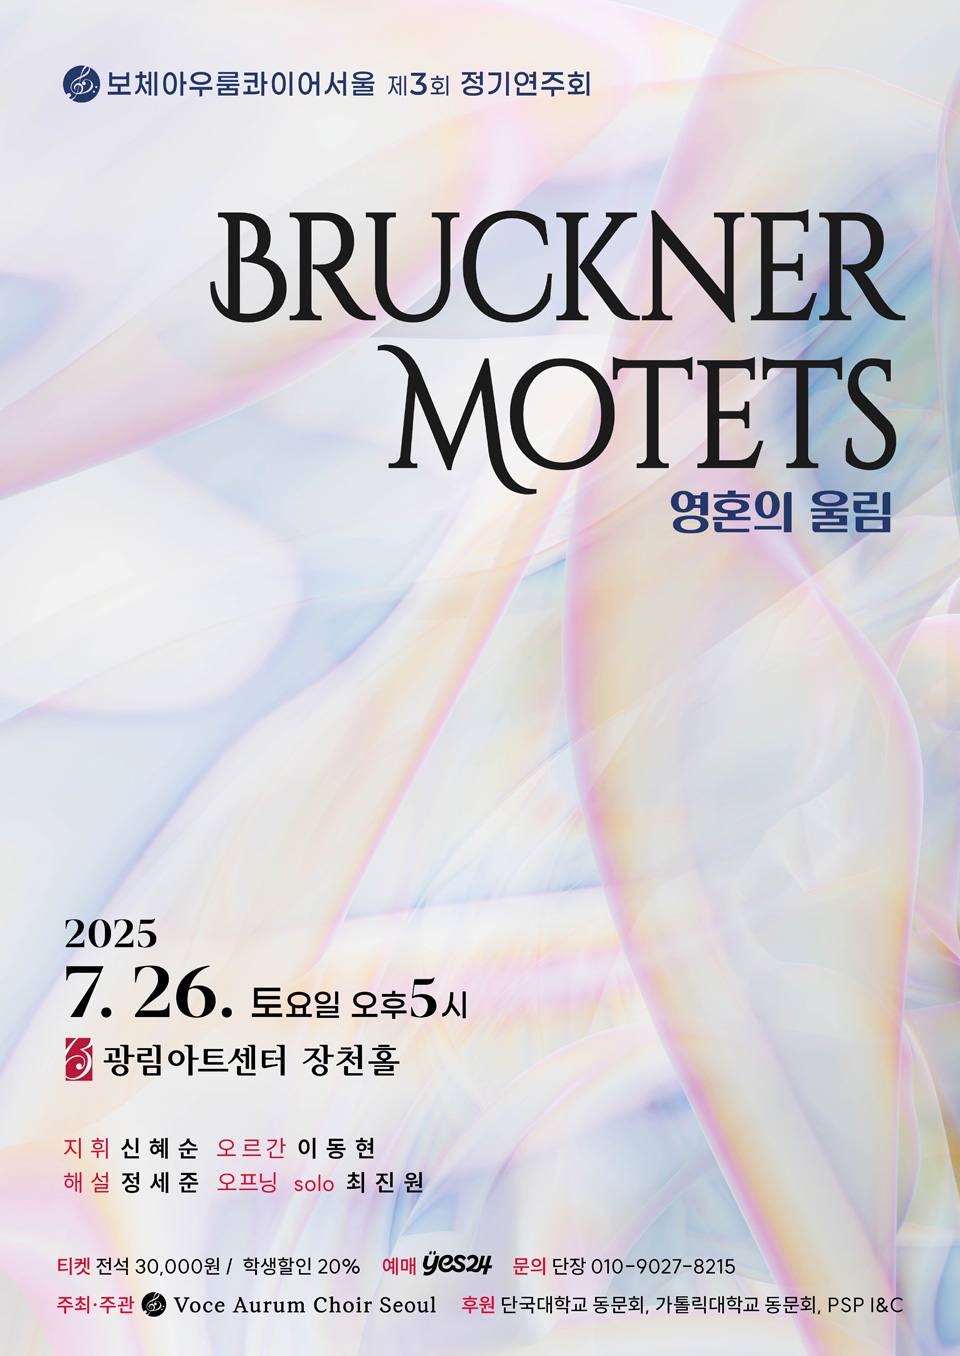 보체아우룸콰이어서울 제3회 정기연주회
BRUCKNER
MOTETS
영혼의 울림
2025
7. 26. 토요일 오후5시
광림아트센터 장천홀
지휘 신혜순 오르간 이동현
해설 정세준 오프닝 solo 최진원
티켓 전석 30,000원 / 학생할인 20% 예매 yes24 문의 단장 010-9027-8215
주최·주관 Voce Aurum Choir Seoul 후원 단국대학교 동문회, 가톨릭대학교 동문회, PSP I&C